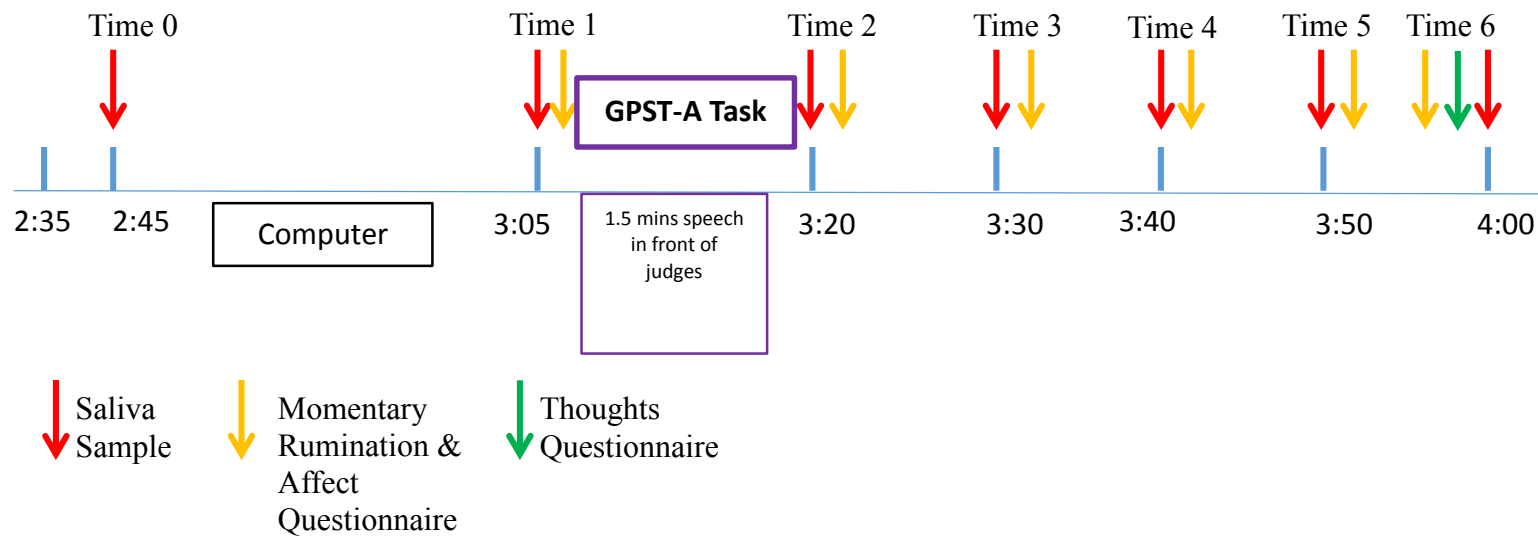 Time 0
Time 1
Time 2
Time 3
Time 4
Time 5
Time 6
GPST-A Task
2:35
2:45
Computer
3:05
1.5 mins speech
in front of
judges
3:20
3:30
3:40
3:50
4:00
Saliva
Sample
Momentary
Rumination &
Affect
Questionnaire
Thoughts
Questionnaire